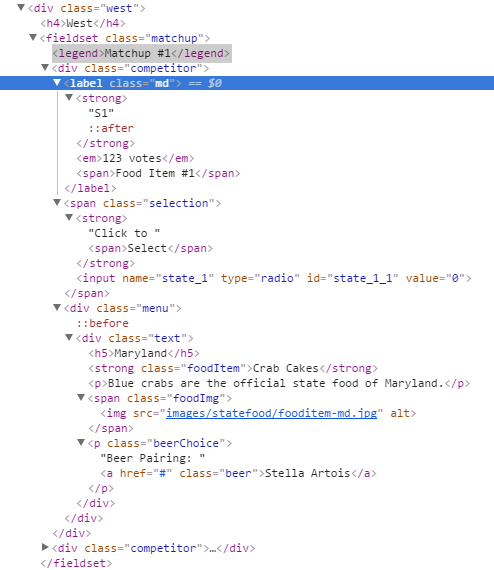 ▼<div class="west">
<h4>West</h4>
▼<fieldset class="matchup">
<legend>Matchup #1</legend>
▼<div class="competitor">
▼<label class="md"> == $0
▼<strong>
"S1"
::after
</strong>
<em>123 votes</em>
<span>Food Item #1</span>
</label>
▼<span class="selection">
▼<strong>
"Click to "
<span>Select</span>
</strong>
<input name="state_1" type="radio" id="state_1_1" value="0">
</span>
▼<div class="menu">
::before
▼<div class="text">
<h5>Maryland</h5>
<strong class="foodItem">Crab Cakes</strong>
<p>Blue crabs are the official state food of Maryland.</p>
▼<span class="foodImg">
<img src="images/statefood/fooditem-md.jpg" alt>
</span>
▼<p class="beerChoice">
"Beer Pairing: "
<a href="#" class="beer">Stella Artois</a>
</p>
</div>
</div>
</div>
▶<div class="competitor">…</div>
</fieldset>